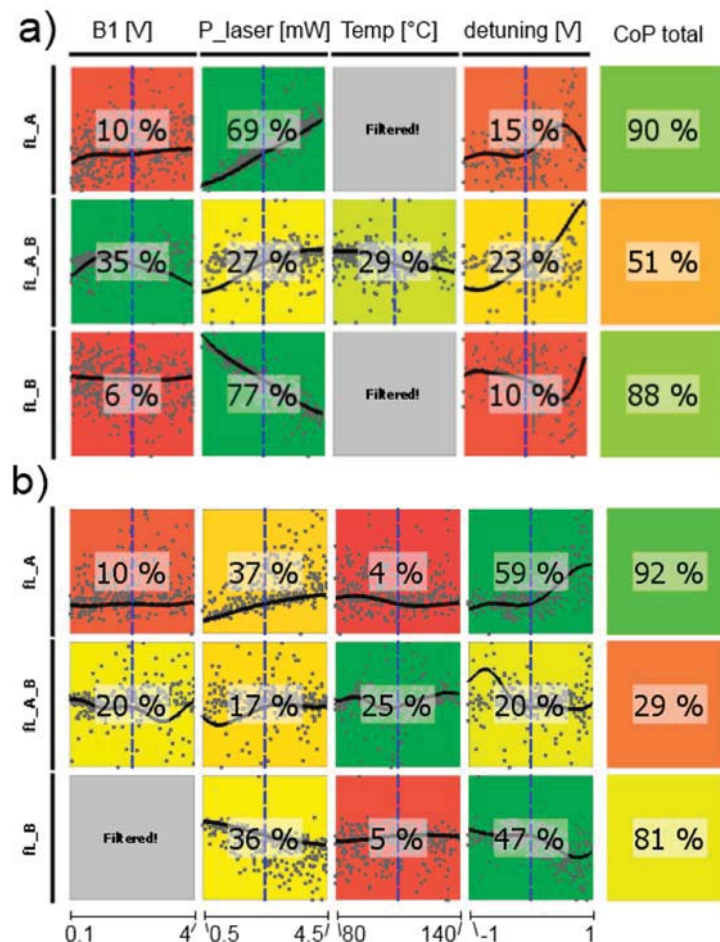 a)
B1 [V] P_laser [mW] Temp [°C] detuning [V] CoP total
fL_A 10 % 69 % Filtered! 15 % 90 %
fL_A_B 35 % 27 % 29 % 23 % 51 %
fL_B 6 % 77 % Filtered! 10 % 88 %
b)
fL_A 10 % 37 % 4 % 59 % 92 %
fL_A_B 20 % 17 % 25 % 20 % 29 %
fL_B Filtered! 36 % 5 % 47 % 81 %
0.1 4 0.5 4.5 80 140 -1 1